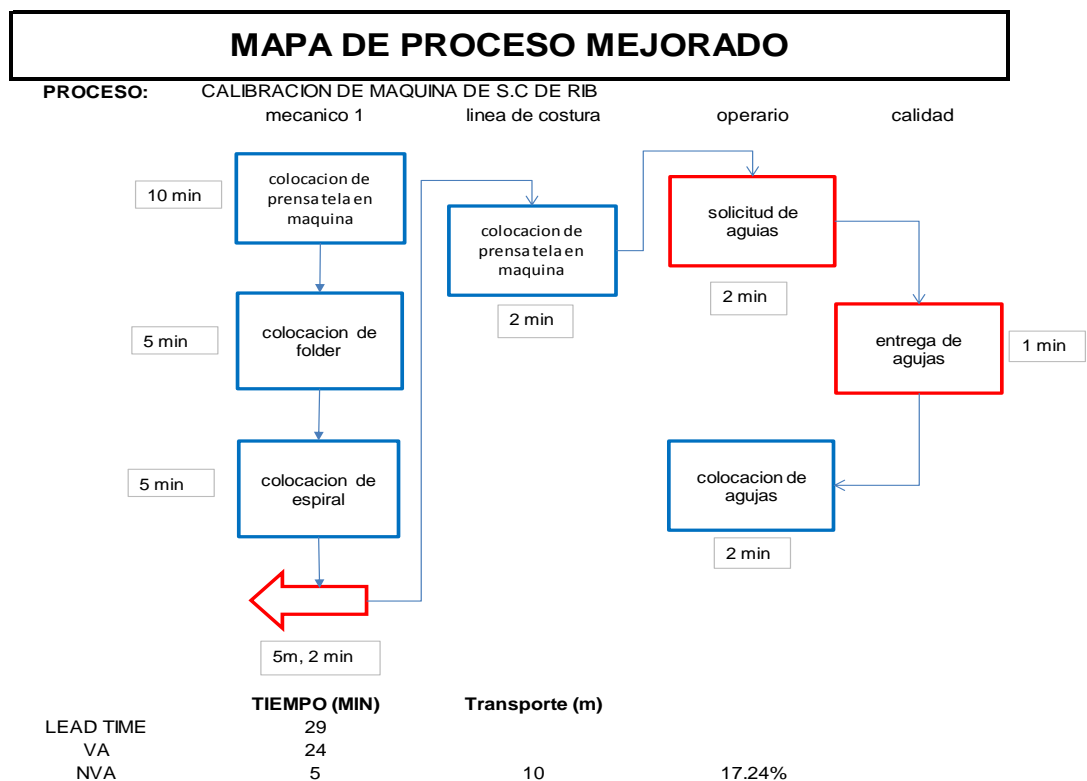 MAPA DE PROCESO MEJORADO
PROCESO: CALIBRACION DE MAQUINA DE S.C DE RIB
mecanico 1 linea de costura operario calidad
10 min
colocacion de
prensa tela en
maquina
colocacion de
prensa tela en
maquina
2 min
solicitud de
agujas
2 min
5 min
colocacion de
folder
entrega de
agujas
1 min
5 min
colocacion de
espiral
colocacion de
agujas
2 min
5m, 2 min
TIEMPO (MIN) Transporte (m)
LEAD TIME 29
VA 24
NVA 5 10 17.24%